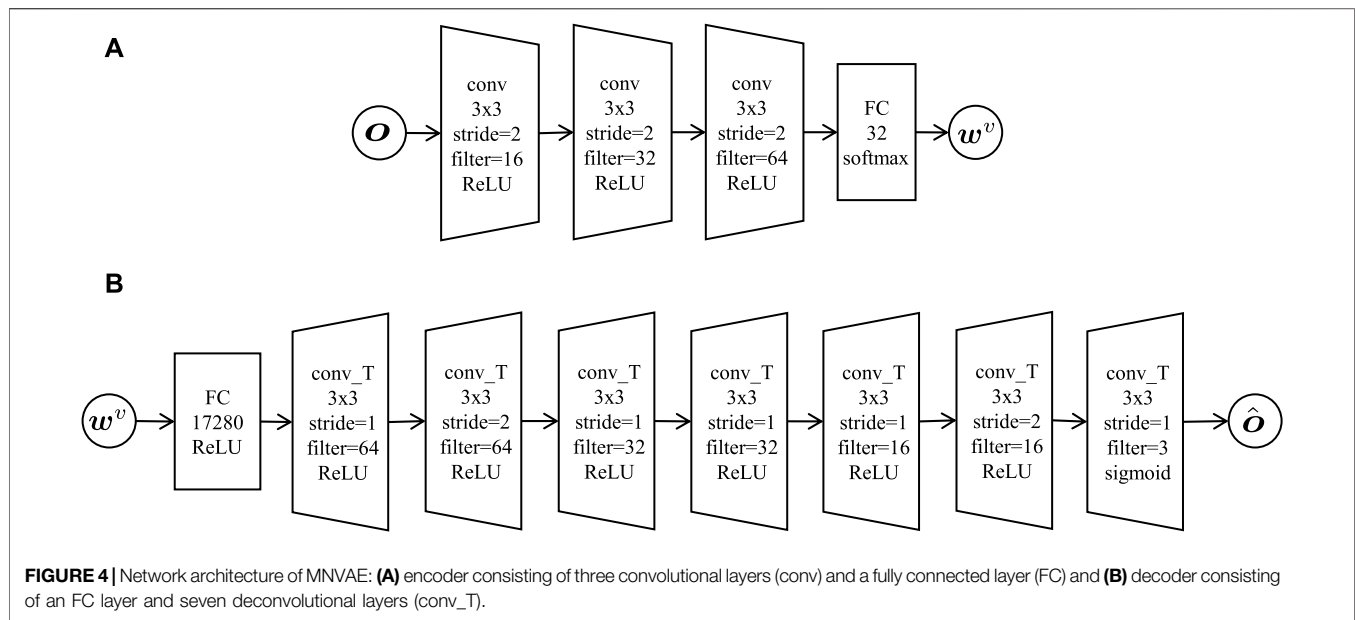 A
O
conv
3x3
stride=2
filter=16
ReLU
conv
3x3
stride=2
filter=32
ReLU
conv
3x3
stride=2
filter=64
ReLU
FC
32
softmax
w^v
B
w^v
FC
17280
ReLU
conv_T
3x3
stride=1
filter=64
ReLU
conv_T
3x3
stride=2
filter=64
ReLU
conv_T
3x3
stride=1
filter=32
ReLU
conv_T
3x3
stride=1
filter=32
ReLU
conv_T
3x3
stride=1
filter=16
ReLU
conv_T
3x3
stride=2
filter=16
ReLU
conv_T
3x3
stride=1
filter=3
sigmoid
ô
FIGURE 4 | Network architecture of MNVAE: (A) encoder consisting of three convolutional layers (conv) and a fully connected layer (FC) and (B) decoder consisting
of an FC layer and seven deconvolutional layers (conv_T).